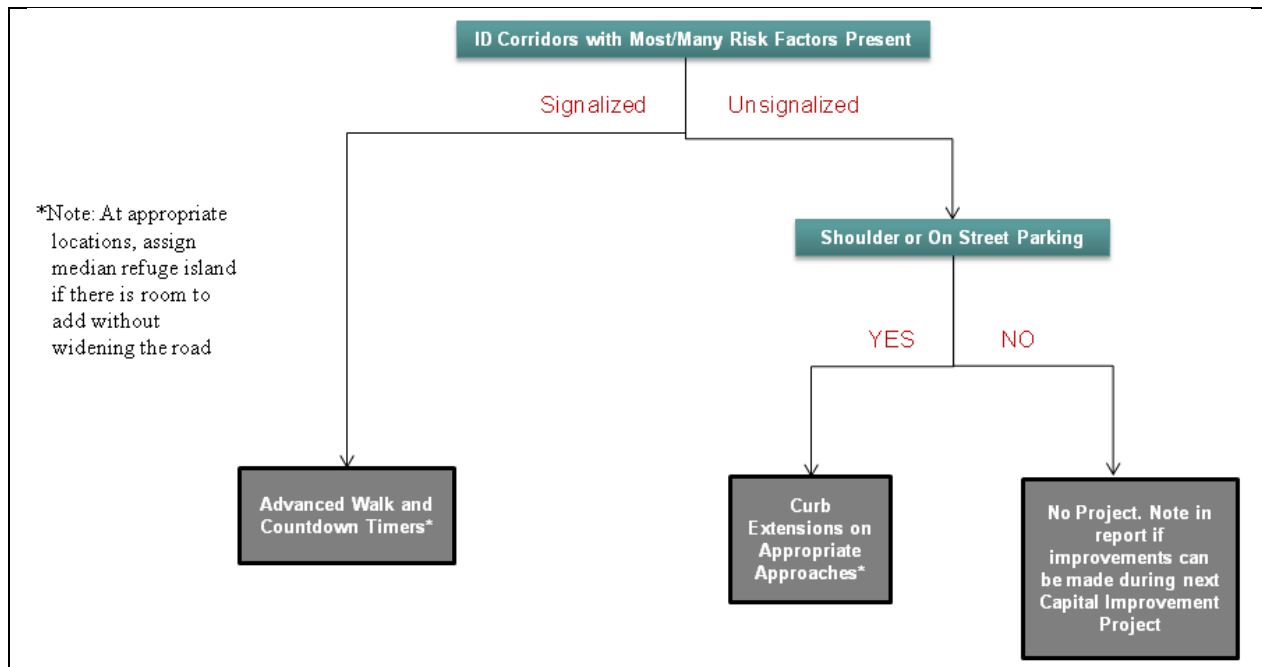 ID Corridors with Most/Many Risk Factors Present
Signalized
Unsignalized
*Note: At appropriate
locations, assign
median refuge island
if there is room to
add without
widening the road
Shoulder or On Street Parking
YES
NO
Advanced Walk and
Countdown Timers*
Curb
Extensions on
Appropriate
Approaches*
No Project. Note in
report if
improvements can
be made during next
Capital Improvement
Project